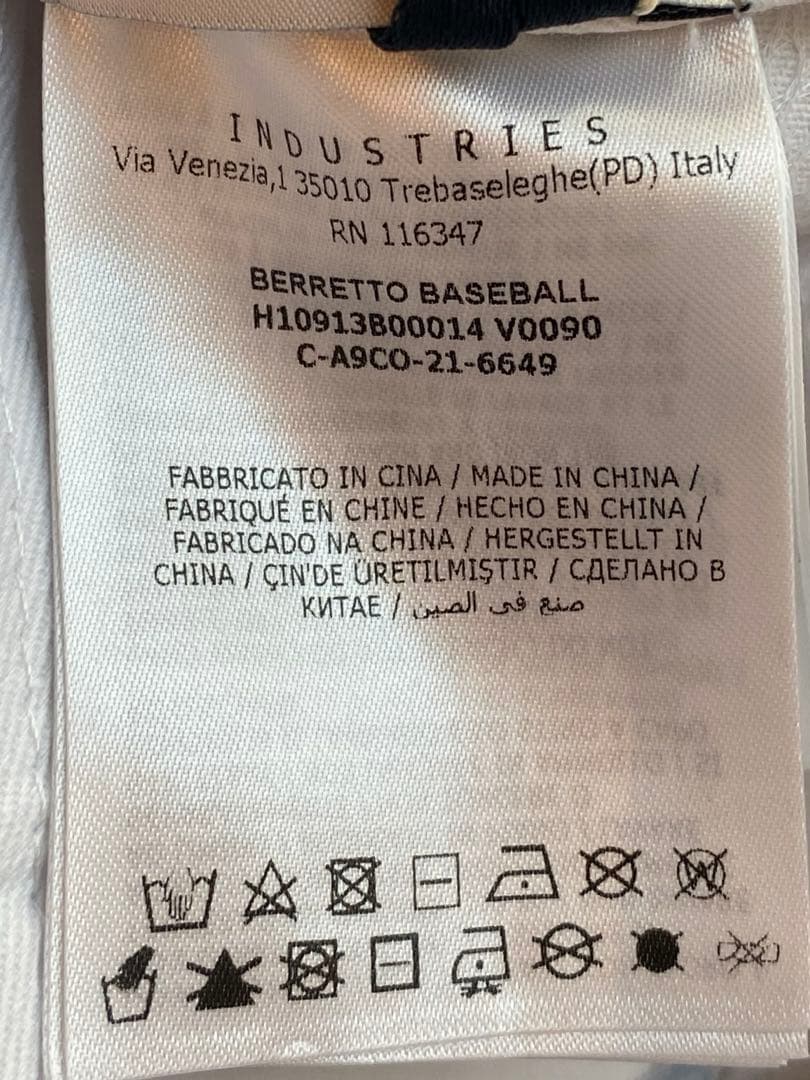 INDUSTRIES
Via Venezia,1 35010 Trebaseleghe(PD) Italy
RN 116347
BERRETTO BASEBALL
H10913B00014 V0090
C-A9CO-21-6649
FABBRICATO IN CINA / MADE IN CHINA /
FABRIQUÉ EN CHINE / HECHO EN CHINA /
FABRICADO NA CHINA / HERGESTELLT IN
CHINA / ÇIN'DE ÜRETILMIŞTIR / СДЕЛАНО В
КИТАЕ / صنع فى الصين
W